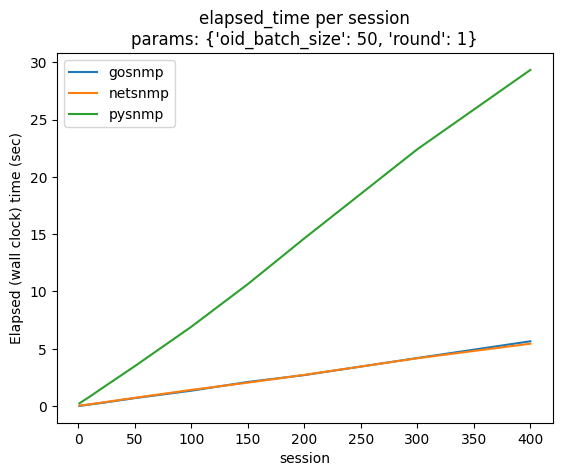 elapsed_time per session
params: {'oid_batch_size': 50, 'round': 1}
gosnmp
netsnmp
pysnmp
Elapsed (wall clock) time (sec)
30
25
20
15
10
5
0
0 50 100 150 200 250 300 350 400
session